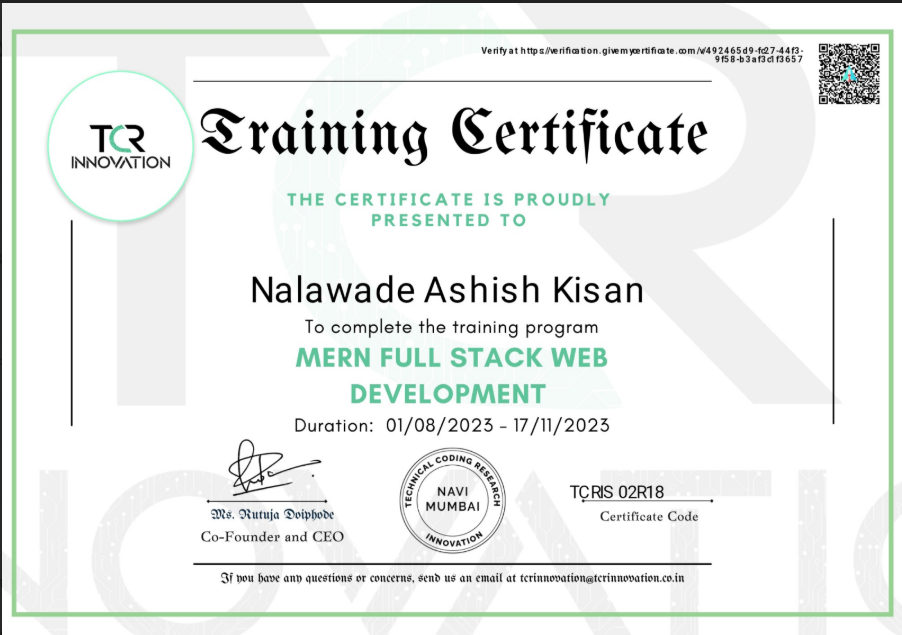 Verify at https://verification.givemycertificate.com/v/492465d9-fc27-44f3-
9f58-b3af3c1f3657
TCR
INNOVATION
Training Certificate
THE CERTIFICATE IS PROUDLY
PRESENTED TO
Nalawade Ashish Kisan
To complete the training program
MERN FULL STACK WEB
DEVELOPMENT
Duration: 01/08/2023 - 17/11/2023
TECHNICAL CODING RESEARCH
NAVI
MUMBAI
INNOVATION
Ms. Rutuja Doiphode
Co-Founder and CEO
TCRIS 02R18
Certificate Code
If you have any questions or concerns, send us an email at tcrinnovation@tcrinnovation.co.in